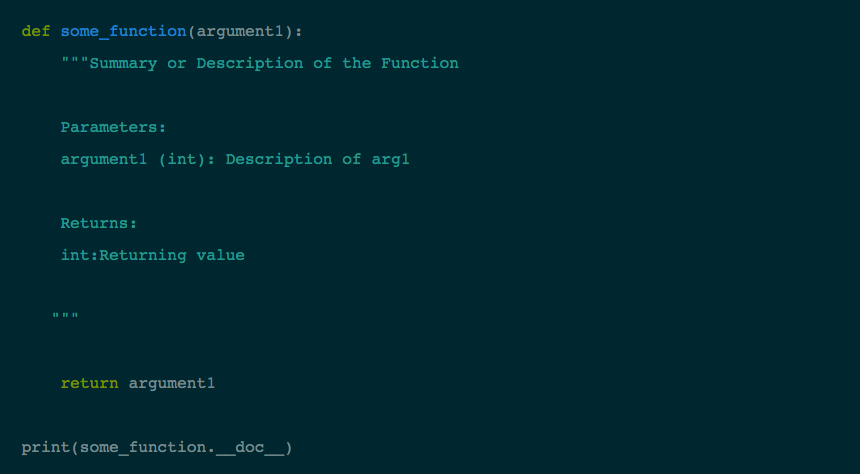 def some_function(argument1):
    """Summary or Description of the Function

    Parameters:
    argument1 (int): Description of arg1

    Returns:
    int:Returning value

   """

    return argument1

print(some_function.__doc__)